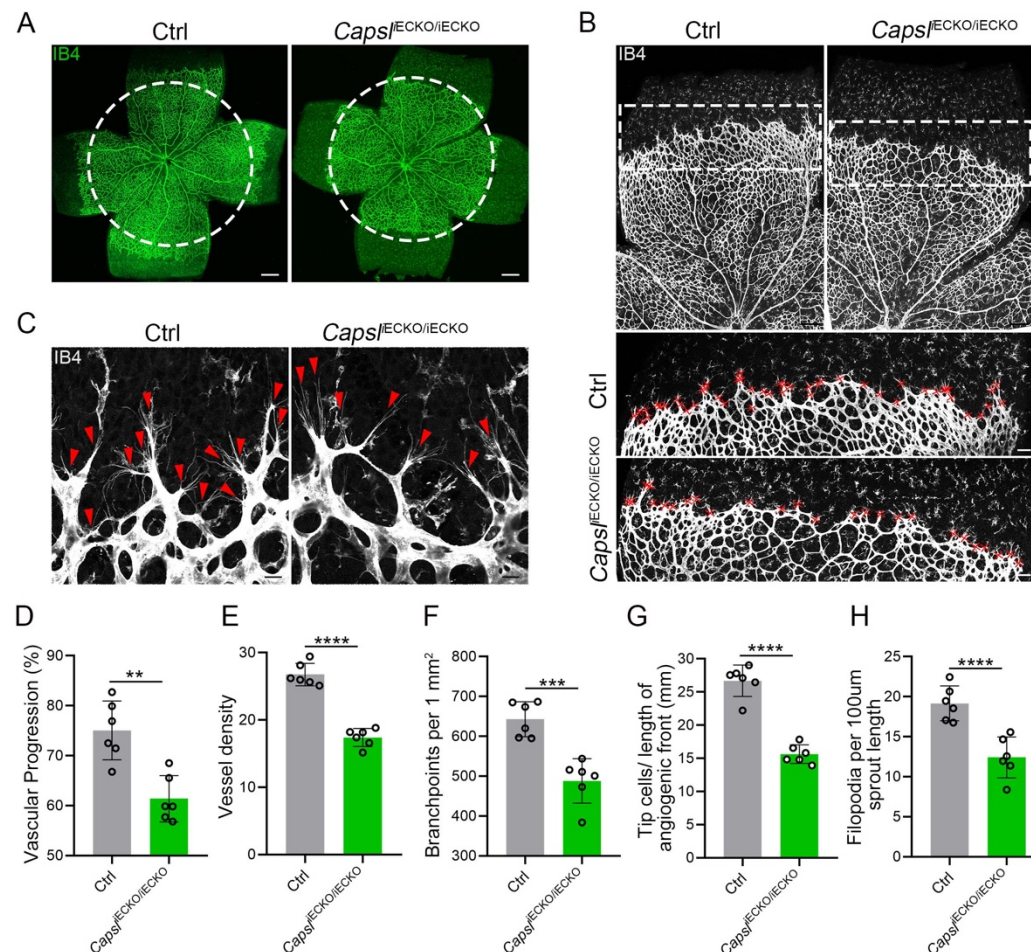 A
Ctrl
Capsl^iECKO/iECKO
IB4
B
Ctrl
Capsl^iECKO/iECKO
IB4
C
Ctrl
Capsl^iECKO/iECKO
IB4
Ctrl
Capsl^iECKO/iECKO
D
Vascular Progression (%)
90
80
70
60
50
**
Ctrl
Capsl^iECKO/iECKO
E
Vessel density
30
20
10
0
****
Ctrl
Capsl^iECKO/iECKO
F
Branchpoints per 1 mm²
800
700
600
500
400
300
***
Ctrl
Capsl^iECKO/iECKO
G
Tip cells/ length of
angiogenic front (mm)
30
25
20
15
10
5
0
****
Ctrl
Capsl^iECKO/iECKO
H
Filopodia per 100um
sprout length
25
20
15
10
5
0
****
Ctrl
Capsl^iECKO/iECKO